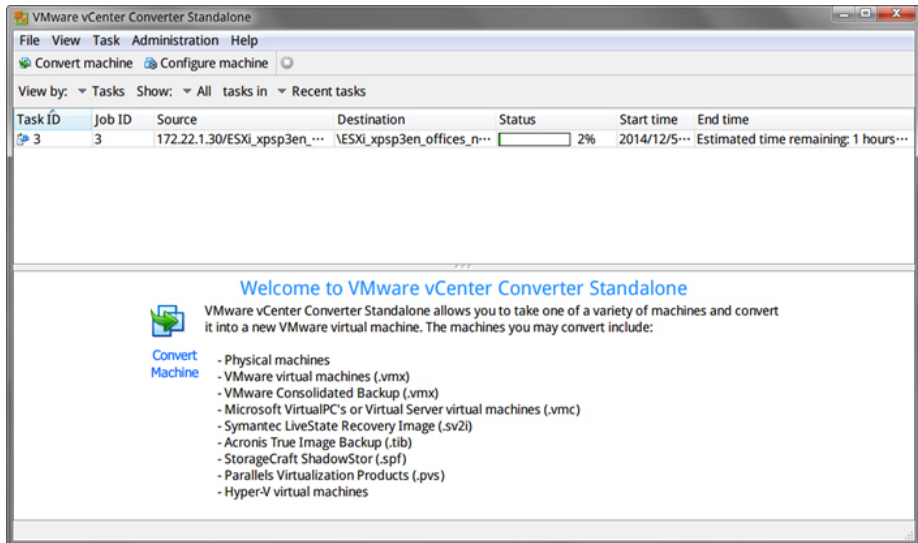 VMware vCenter Converter Standalone
File View Task Administration Help
Convert machine Configure machine
View by: Tasks Show: All tasks in Recent tasks
Task ID Job ID Source Destination Status Start time End time
3 3 172.22.1.30/ESXi_xpsp3en_··· \ESXi_xpsp3en_offices_n··· 2% 2014/12/5··· Estimated time remaining: 1 hours···
Welcome to VMware vCenter Converter Standalone
VMware vCenter Converter Standalone allows you to take one of a variety of machines and convert
it into a new VMware virtual machine. The machines you may convert include:
Convert
Machine
- Physical machines
- VMware virtual machines (.vmx)
- VMware Consolidated Backup (.vmx)
- Microsoft VirtualPC's or Virtual Server virtual machines (.vmc)
- Symantec LiveState Recovery Image (.sv2i)
- Acronis True Image Backup (.tib)
- StorageCraft ShadowStor (.spf)
- Parallels Virtualization Products (.pvs)
- Hyper-V virtual machines